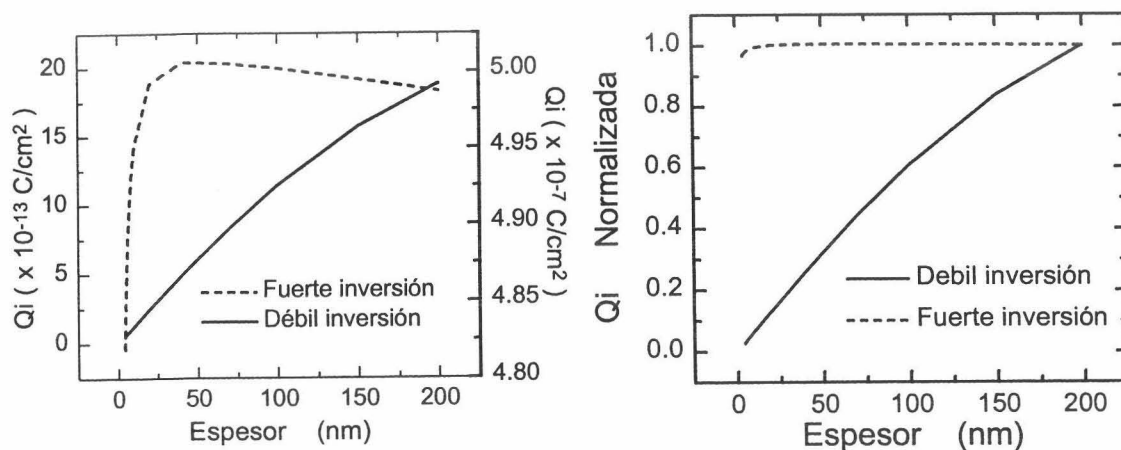 Qi ( x 10-13 C/cm2)
20
15
10
5
0
0 50 100 150 200
Espesor (nm)
5.00
4.95
4.90
4.85
4.80
Qi ( x 10-7 C/cm2)
Fuerte inversión
Débil inversión
Qi Normalizada
1.0
0.8
0.6
0.4
0.2
0.0
0 50 100 150 200
Espesor (nm)
Debil inversión
Fuerte inversión